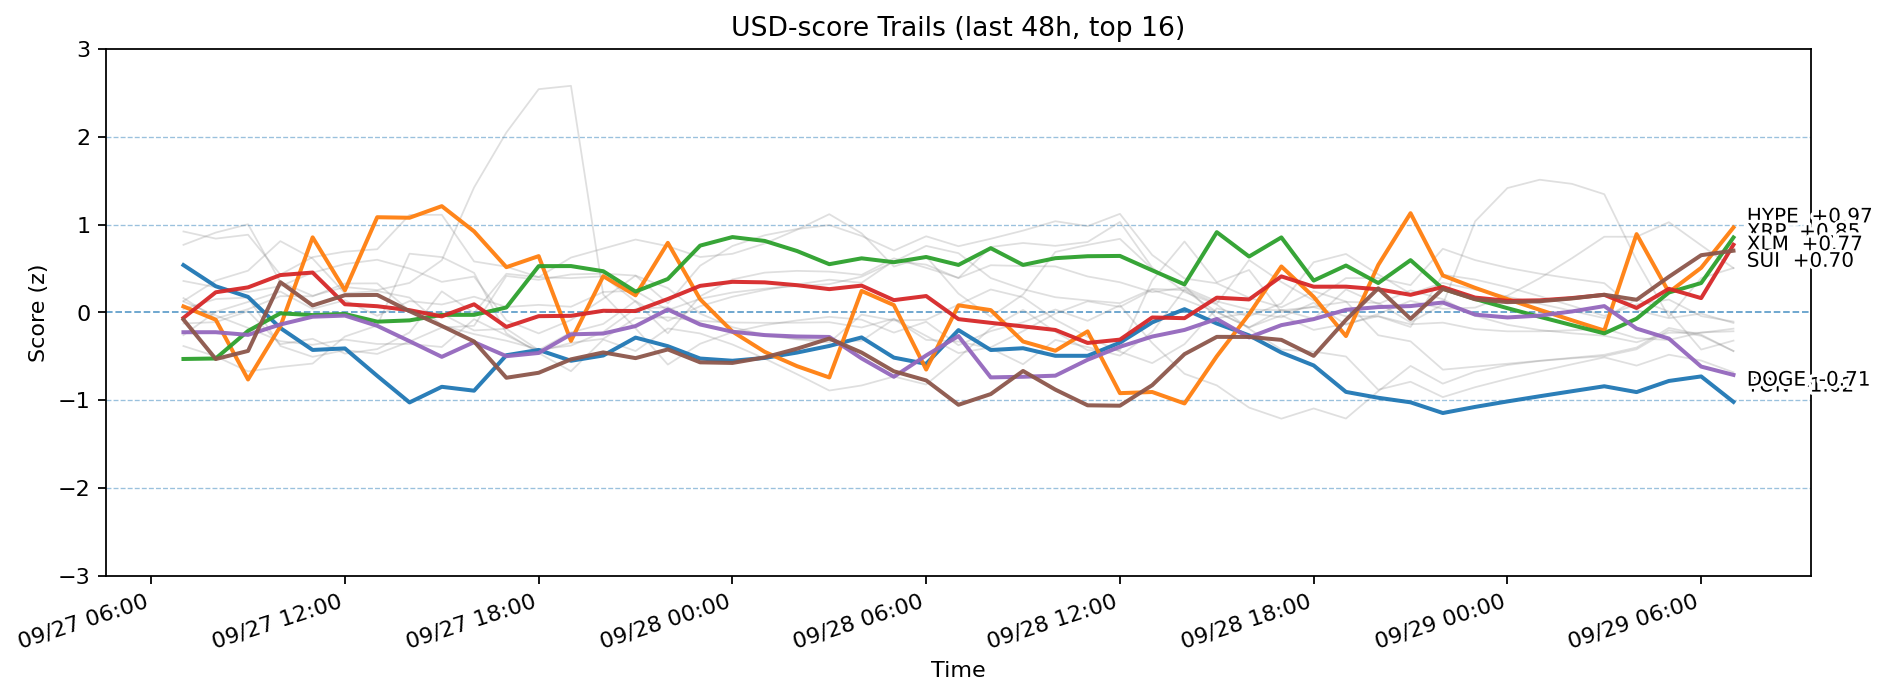 USD-score Trails (last 48h, top 16)
Score (z)
3
2
1
0
−1
−2
−3
HYPE +0.97
XRP +0.85
XLM +0.77
SUI +0.70
DOGE -0.71
09/27 06:00
09/27 12:00
09/27 18:00
09/28 00:00
09/28 06:00
09/28 12:00
09/28 18:00
09/29 00:00
09/29 06:00
Time